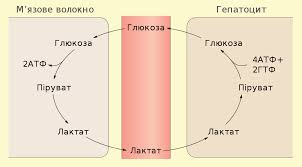 М'язове волокно
Гепатоцит
Глюкоза
Глюкоза
Глюкоза
2АТФ
4АТФ+
2ГТФ
Піруват
Піруват
Лактат
Лактат
Лактат